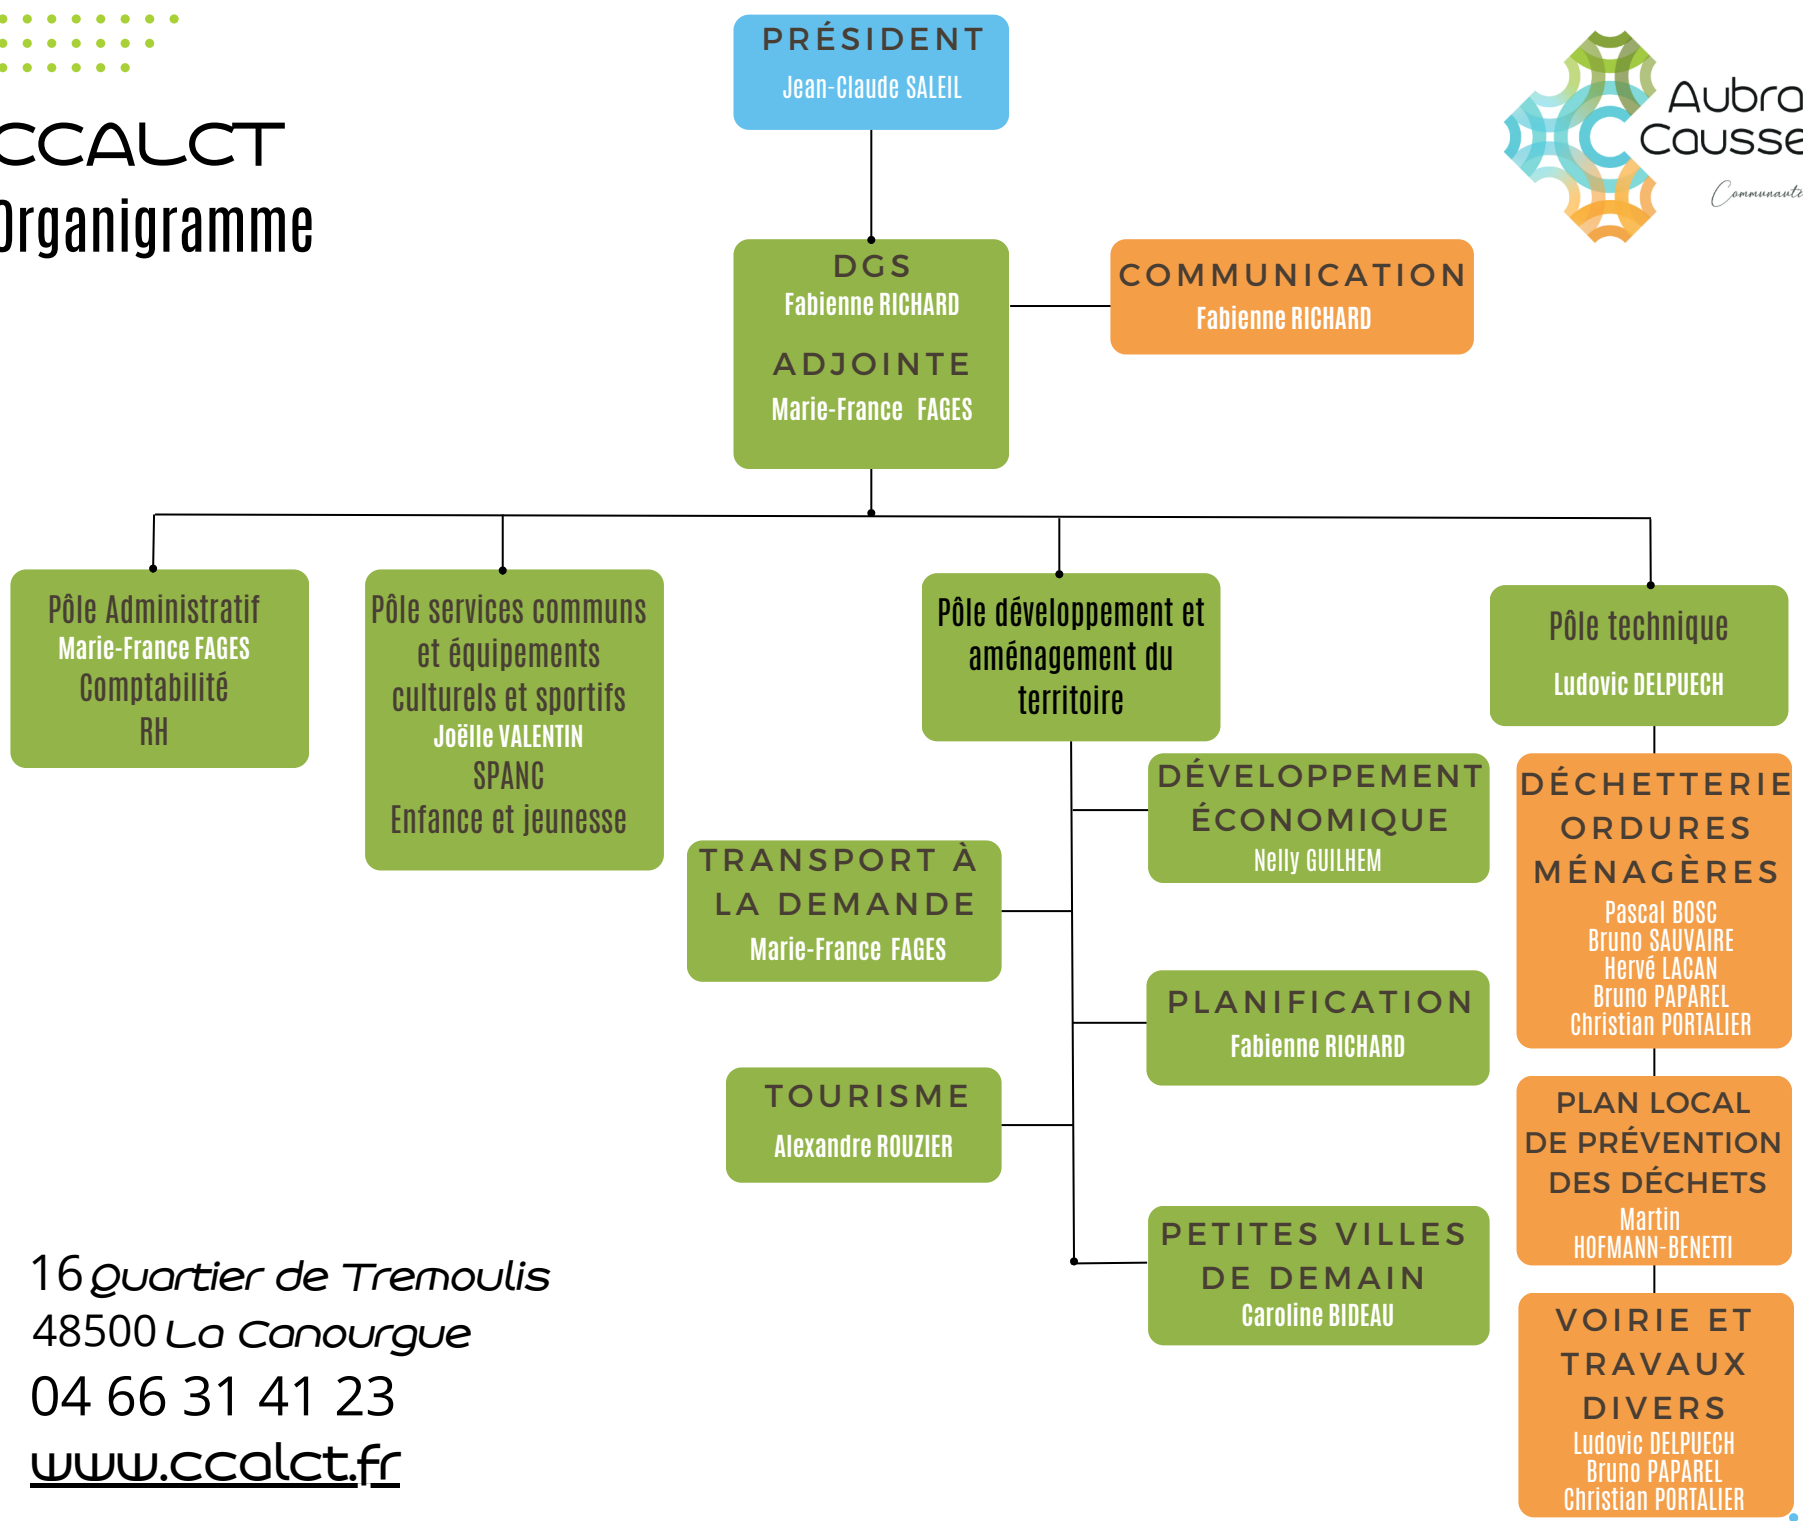 CCALCT
Organigramme
PRÉSIDENT
Jean-Claude SALEIL
Aubra
Causse
Communauté
DGS
Fabienne RICHARD
ADJOINTE
Marie-France FAGES
COMMUNICATION
Fabienne RICHARD
Pôle Administratif
Marie-France FAGES
Comptabilité
RH
Pôle services communs
et équipements
culturels et sportifs
Joëlle VALENTIN
SPANC
Enfance et jeunesse
Pôle développement et
aménagement du
territoire
Pôle technique
Ludovic DELPUECH
TRANSPORT À
LA DEMANDE
Marie-France FAGES
TOURISME
Alexandre ROUZIER
DÉVELOPPEMENT
ÉCONOMIQUE
Nelly GUILHEM
PLANIFICATION
Fabienne RICHARD
PETITES VILLES
DE DEMAIN
Caroline BIDEAU
DÉCHETTERIE
ORDURES
MÉNAGÈRES
Pascal BOSC
Bruno SAUVAIRE
Hervé LACAN
Bruno PAPAREL
Christian PORTALIER
PLAN LOCAL
DE PRÉVENTION
DES DÉCHETS
Martin
HOFMANN-BENETTI
VOIRIE ET
TRAVAUX
DIVERS
Ludovic DELPUECH
Bruno PAPAREL
Christian PORTALIER
16 Quartier de Tremoulis
48500 La Canourgue
04 66 31 41 23
www.ccalct.fr